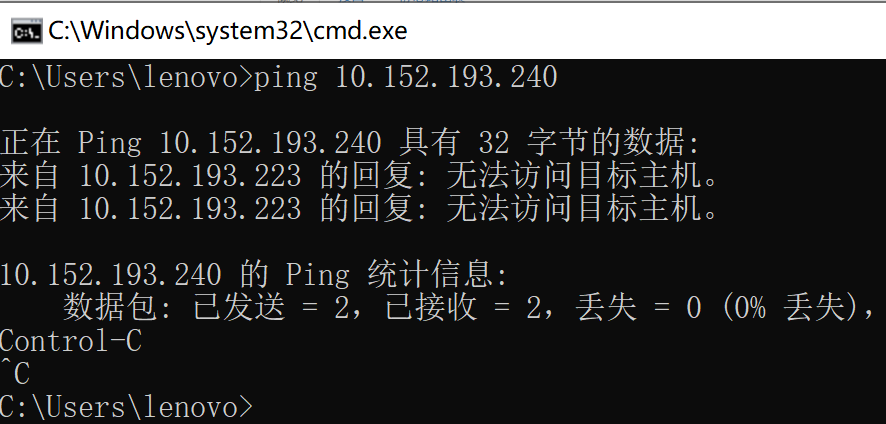 C:\Windows\system32\cmd.exe
C:\Users\lenovo>ping 10.152.193.240
正在 Ping 10.152.193.240 具有 32 字节的数据:
来自 10.152.193.223 的回复: 无法访问目标主机。
来自 10.152.193.223 的回复: 无法访问目标主机。
10.152.193.240 的 Ping 统计信息:
数据包: 已发送 = 2，已接收 = 2，丢失 = 0 (0% 丢失)，
Control-C
^C
C:\Users\lenovo>